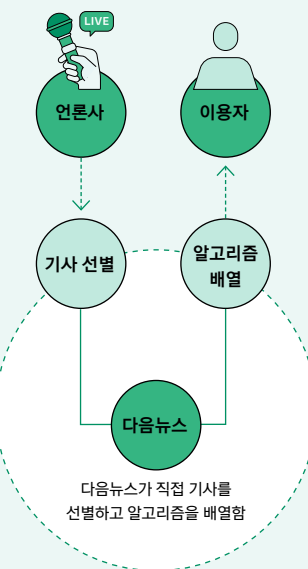 LIVE
언론사
이용자
기사 선별
알고리즘
배열
다음뉴스
다음뉴스가 직접 기사를
선별하고 알고리즘을 배열함